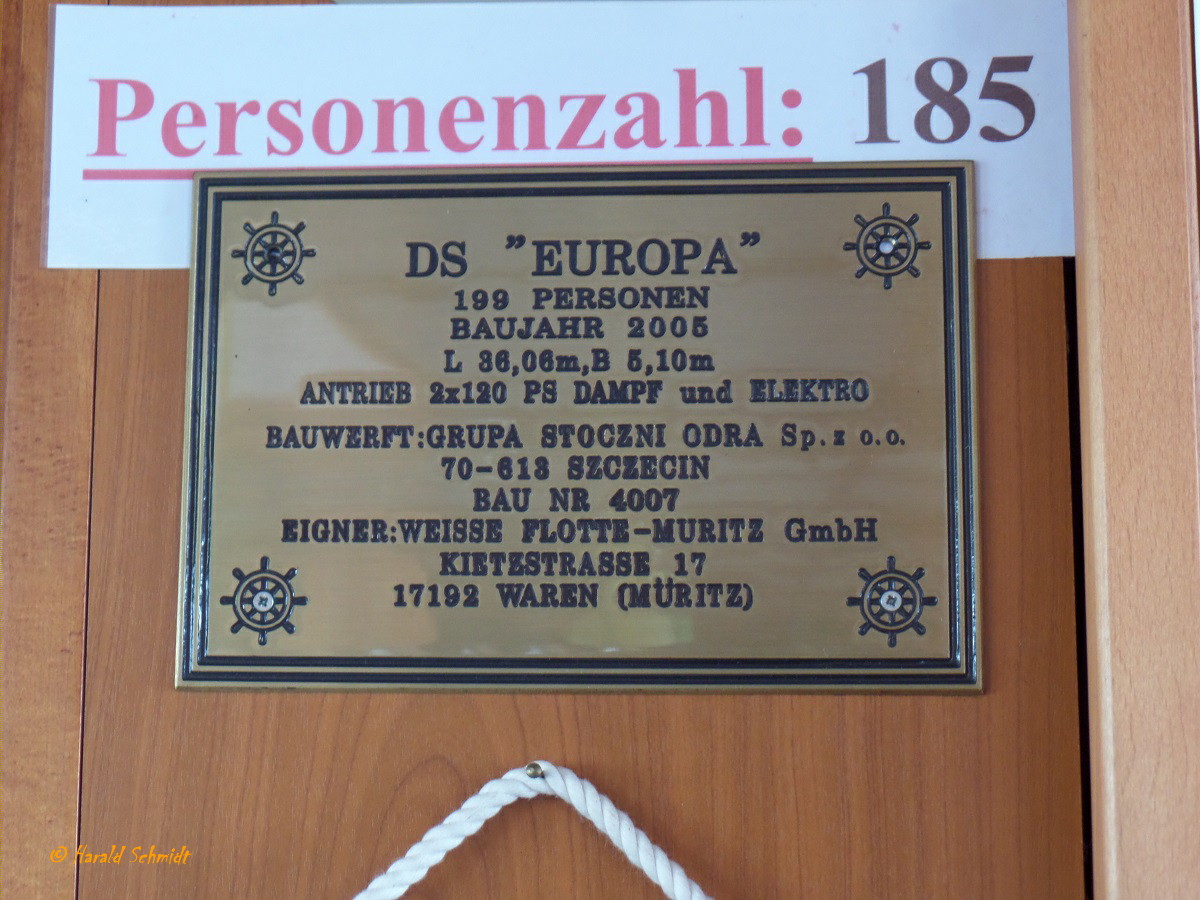 Personenzahl: 185
DS "EUROPA"
199 PERSONEN
BAUJAHR 2005
L 36,06m,B 5,10m
ANTRIEB 2x120 PS DAMPF und ELEKTRO
BAUWERFT:GRUPA STOCZNI ODRA Sp.z o.o.
70-613 SZCZECIN
BAU NR 4007
EIGNER:WEISSE FLOTTE-MURITZ GmbH
KIETZSTRASSE 17
17192 WAREN (MÜRITZ)
© Harald Schmidt